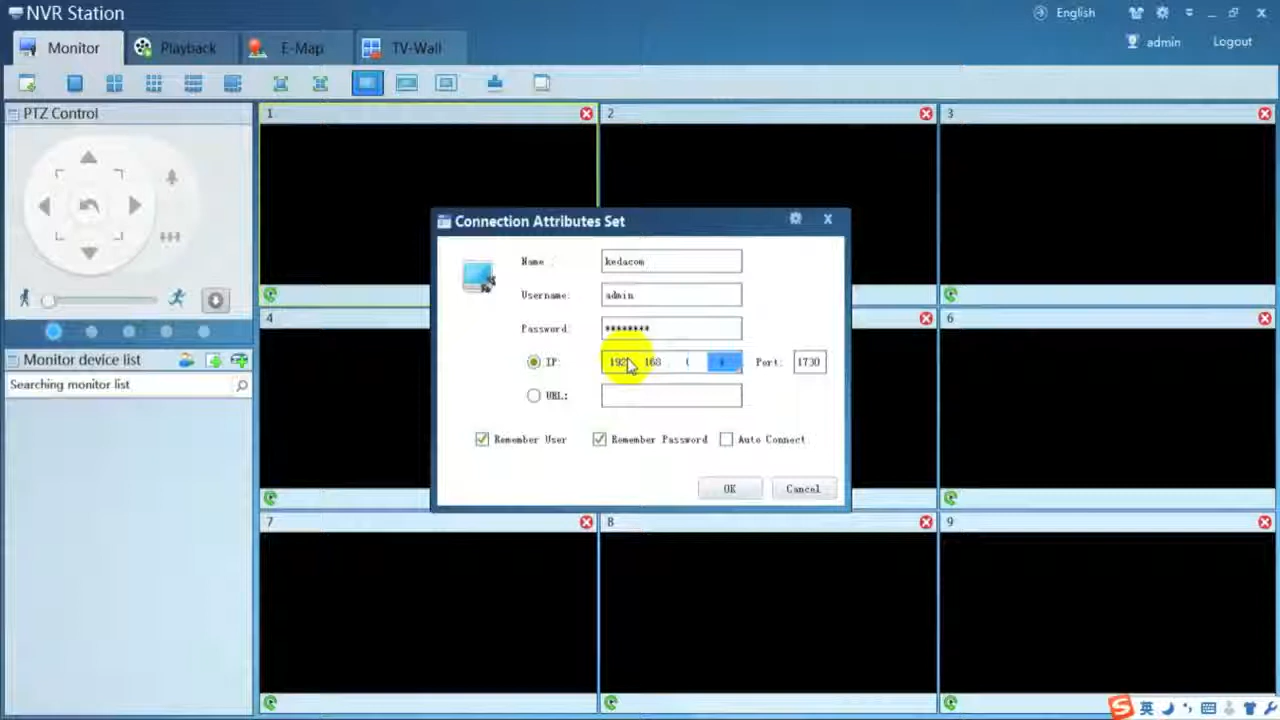 NVR Station
English
Monitor
Playback
E-Map
TV-Wall
admin
Logout
PTZ Control
1
2
3
Connection Attributes Set
Name :
kedacom
Username:
admin
Password:
********
IP:
192 . 168 .
Port:
1730
URL:
Remember User
Remember Password
Auto Connect
OK
Cancel
Monitor device list
Searching monitor list
4
6
7
8
9
英